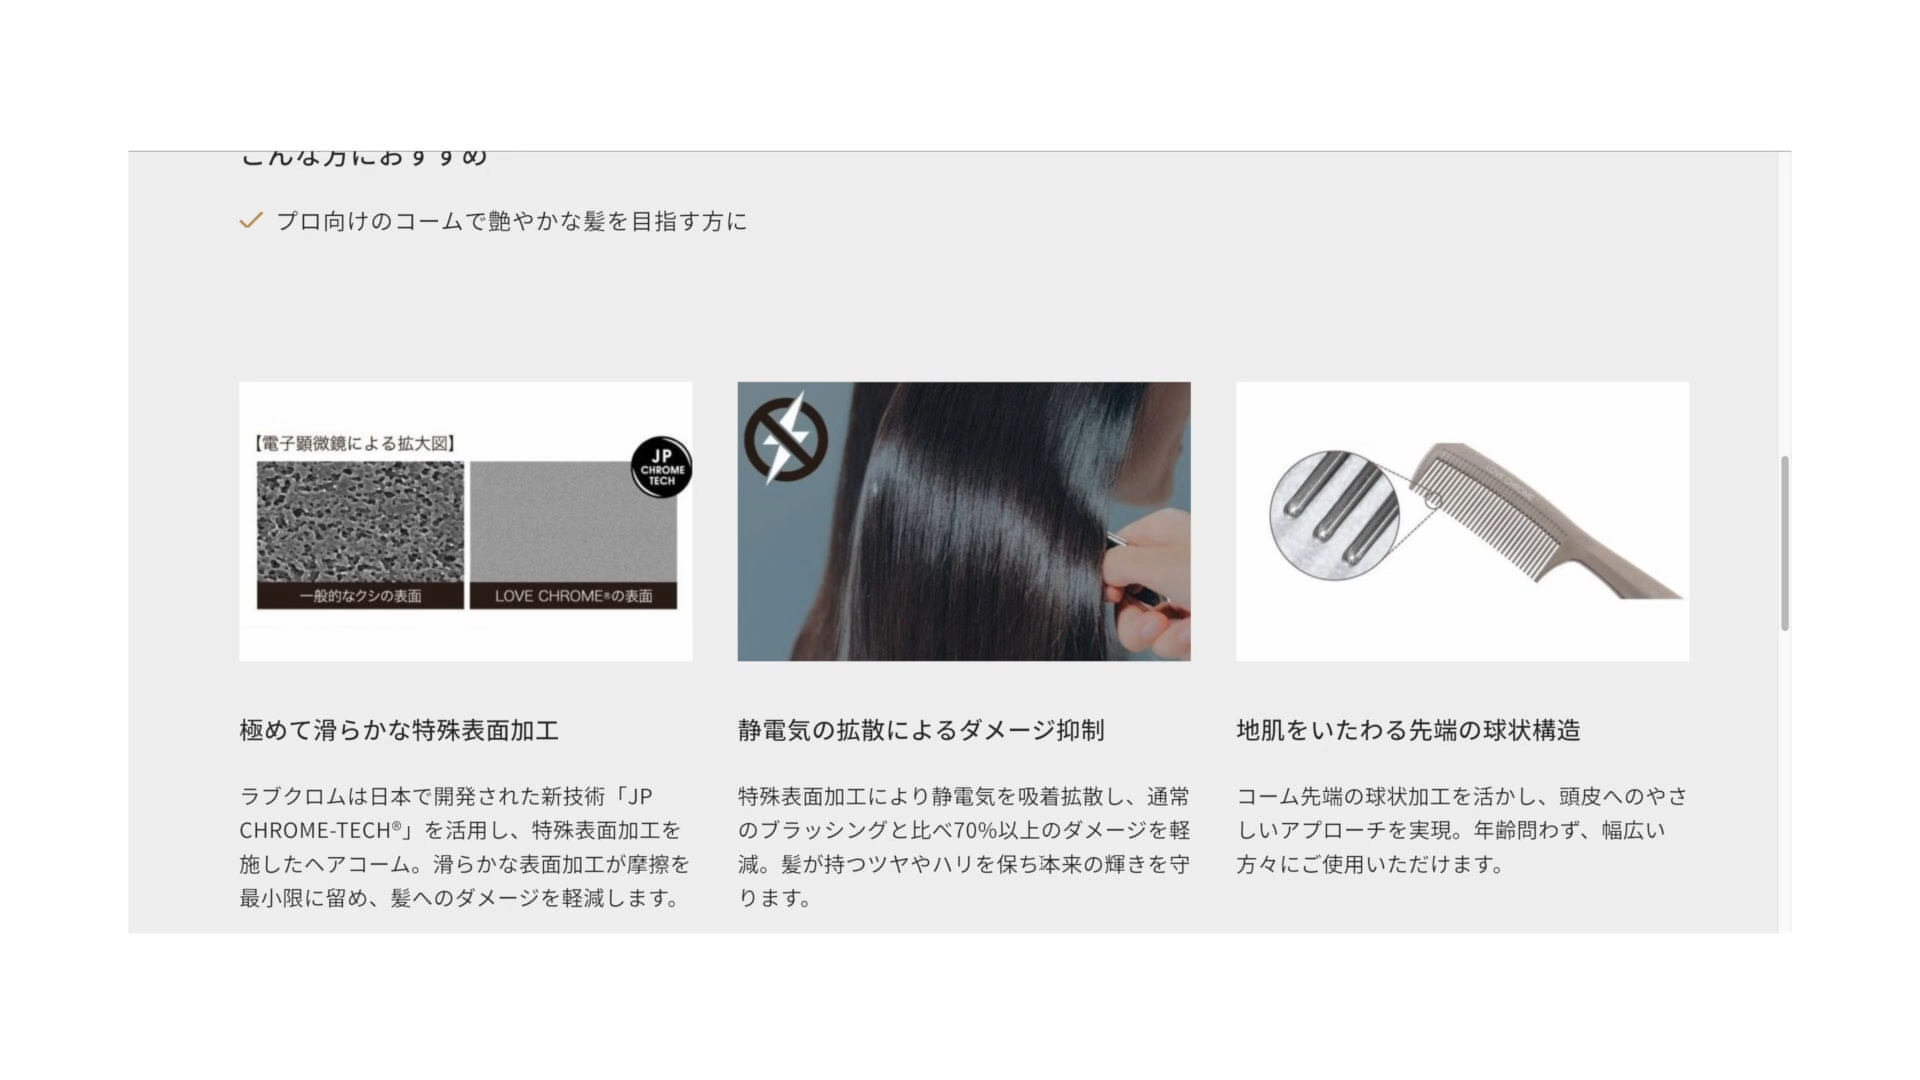 こんな方におすすめ
プロ向けのコームで艶やかな髪を目指す方に
【電子顕微鏡による拡大図】
JP
CHROME
TECH
一般的なクシの表面
LOVE CHROME®の表面
LOVE CHROME
極めて滑らかな特殊表面加工
ラブクロムは日本で開発された新技術「JP
CHROME-TECH®」を活用し、特殊表面加工を
施したヘアコーム。滑らかな表面加工が摩擦を
最小限に留め、髪へのダメージを軽減します。
静電気の拡散によるダメージ抑制
特殊表面加工により静電気を吸着拡散し、通常
のブラッシングと比べ70%以上のダメージを軽
減。髪が持つツヤやハリを保ち本来の輝きを守
ります。
地肌をいたわる先端の球状構造
コーム先端の球状加工を活かし、頭皮へのやさ
しいアプローチを実現。年齢問わず、幅広い
方々にご使用いただけます。